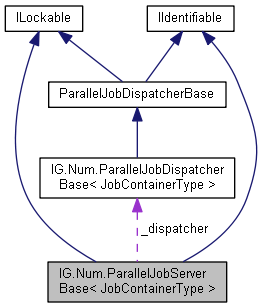 ILockable
IIdentifiable
ParallelJobDispatcherBase
IG.Num.ParallelJobDispatcher
Base< JobContainerType >
_dispatcher
IG.Num.ParallelJobServer
Base< JobContainerType >